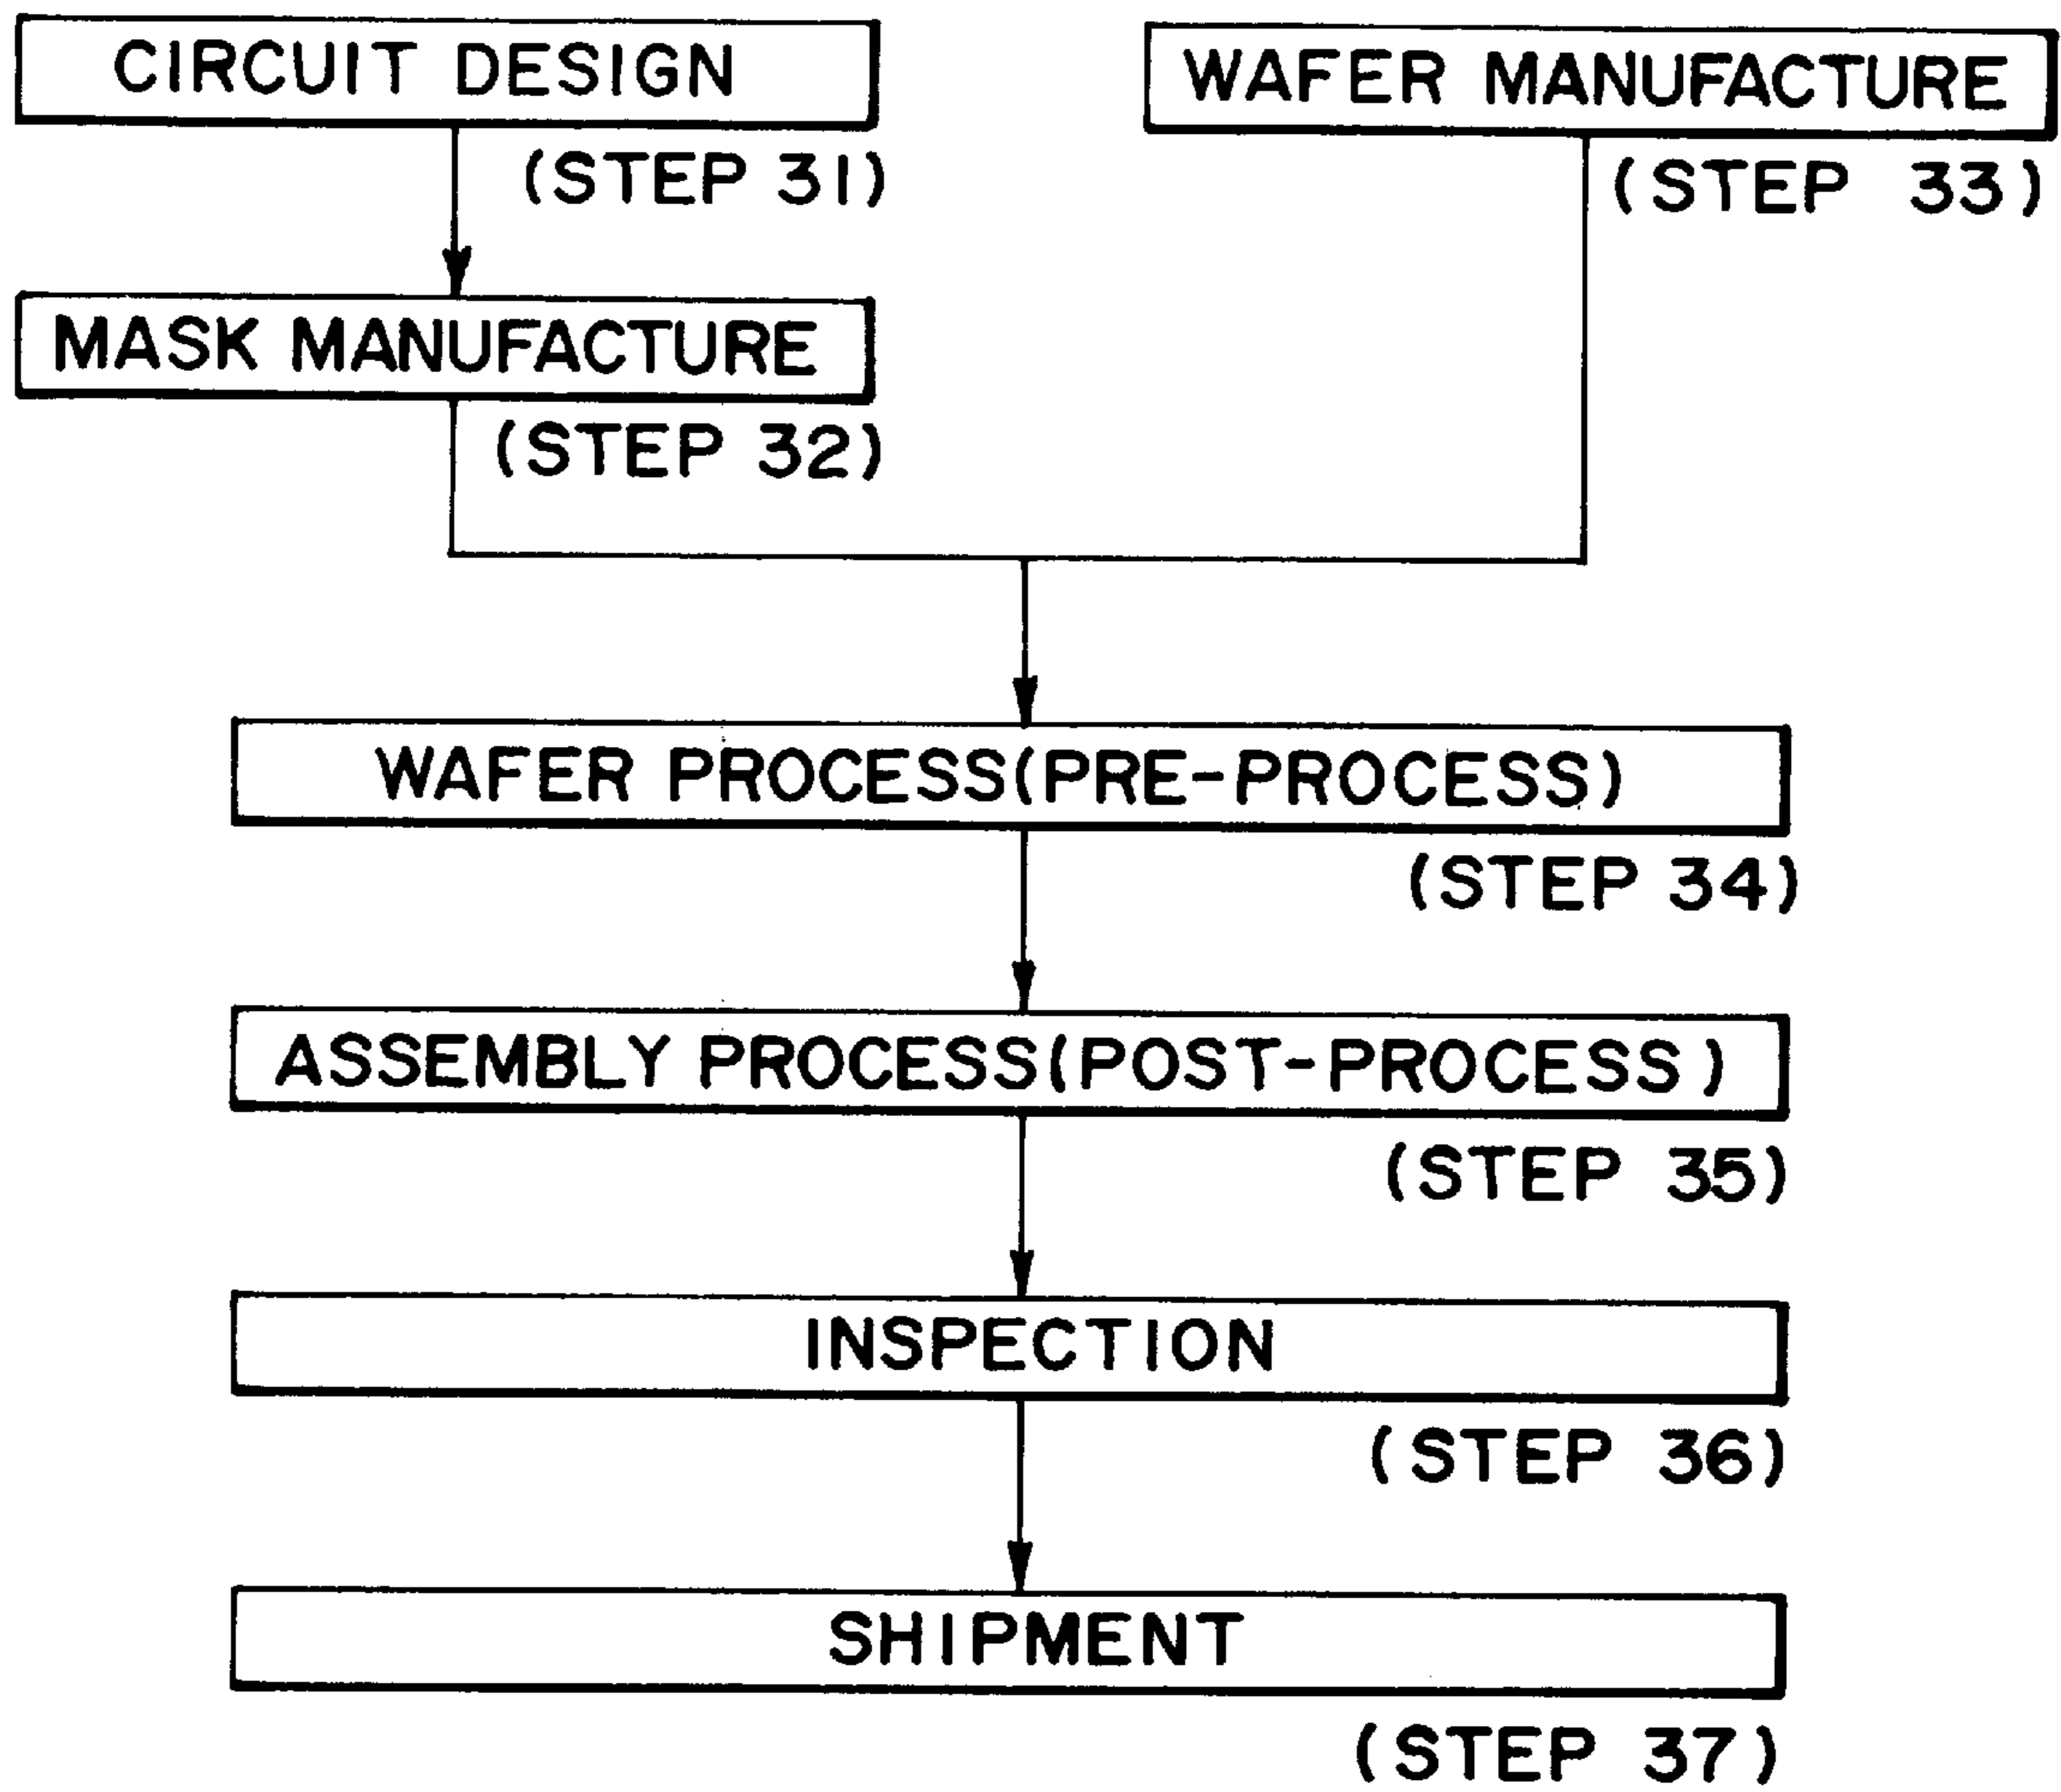 CIRCUIT DESIGN
(STEP 31)
WAFER MANUFACTURE
(STEP 33)
MASK MANUFACTURE
(STEP 32)
WAFER PROCESS(PRE-PROCESS)
(STEP 34)
ASSEMBLY PROCESS(POST-PROCESS)
(STEP 35)
INSPECTION
(STEP 36)
SHIPMENT
(STEP 37)